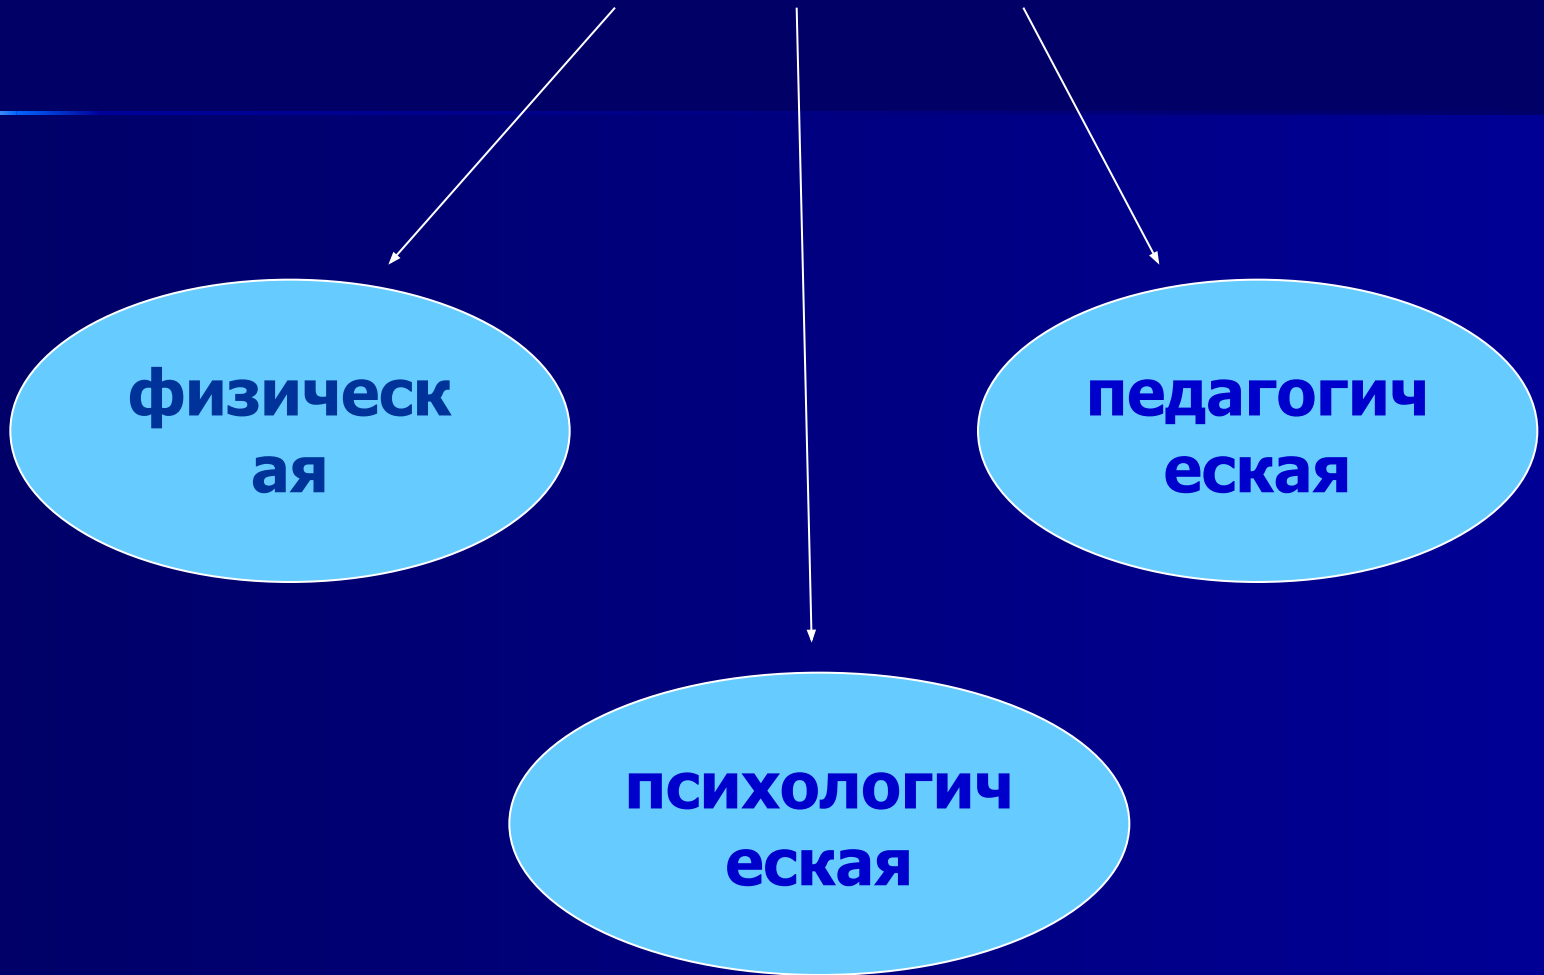 физическ
ая
педагогич
еская
психологич
еская